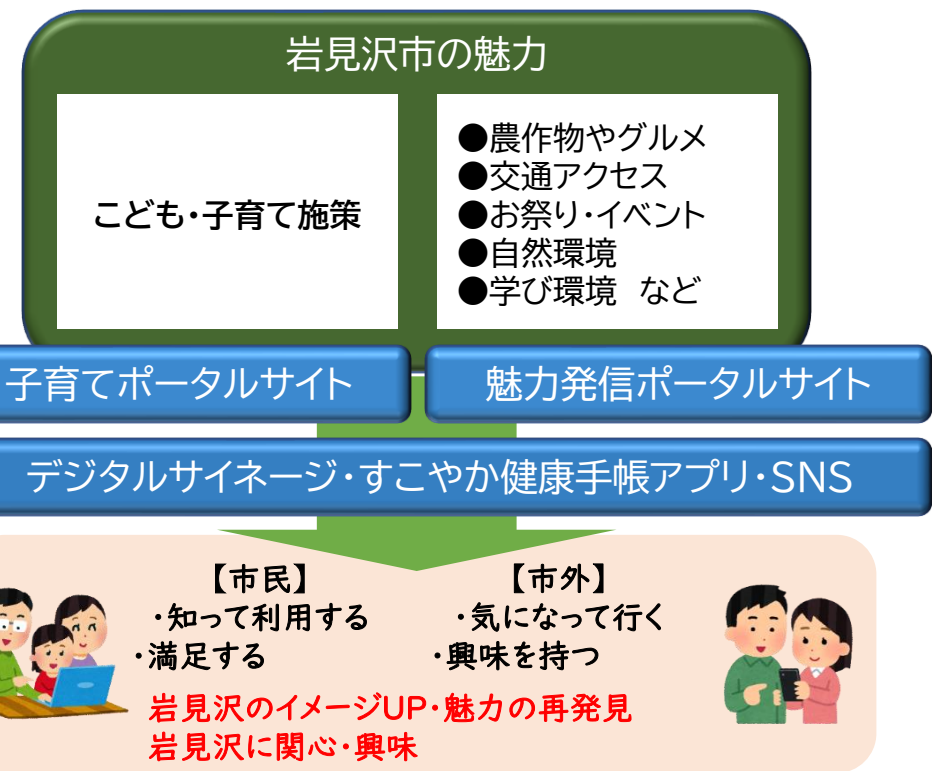 岩見沢市の魅力
こども・子育て施策
●農作物やグルメ
●交通アクセス
●お祭り・イベント
●自然環境
●学び環境　など
子育てポータルサイト
魅力発信ポータルサイト
デジタルサイネージ・すこやか健康手帳アプリ・SNS
【市民】
・知って利用する
・満足する
【市外】
・気になって行く
・興味を持つ
岩見沢のイメージUP・魅力の再発見
岩見沢に関心・興味